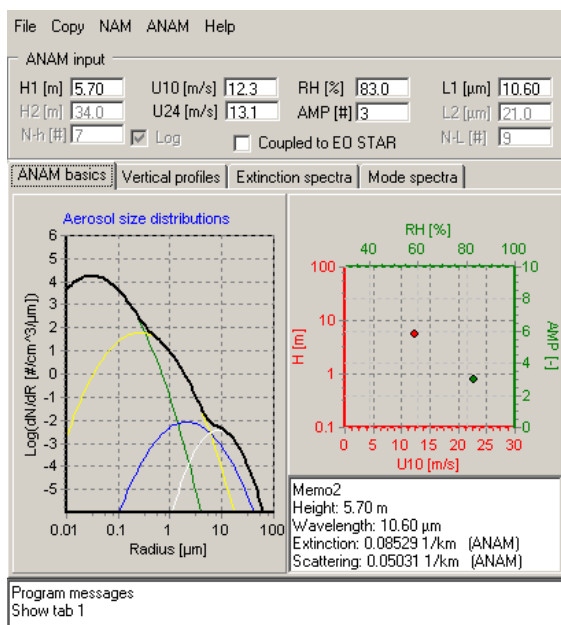 File Copy NAM ANAM Help
ANAM input
H1 [m] 5.70 U10 [m/s] 12.3 RH [%] 83.0 L1 [µm] 10.60
H2 [m] 34.0 U24 [m/s] 13.1 AMP [#] 3 L2 [µm] 21.0
N-h [#] 7 Log Coupled to EO STAR N-L [#] 9
ANAM basics Vertical profiles Extinction spectra Mode spectra
Aerosol size distributions
6
5
4
3
2
1
0
-1
-2
-3
-4
-5
Log(dN/dR [#/cm^3/µm])
0.01 0.1 1 10 100
Radius [µm]
RH [%]
40 60 80 100
100
10
1
0.1
H [m]
10
8
6
4
2
0
AMP [-]
0 5 10 15 20 25 30
U10 [m/s]
Memo2
Height: 5.70 m
Wavelength: 10.60 µm
Extinction: 0.08529 1/km (ANAM)
Scattering: 0.05031 1/km (ANAM)
Program messages
Show tab 1